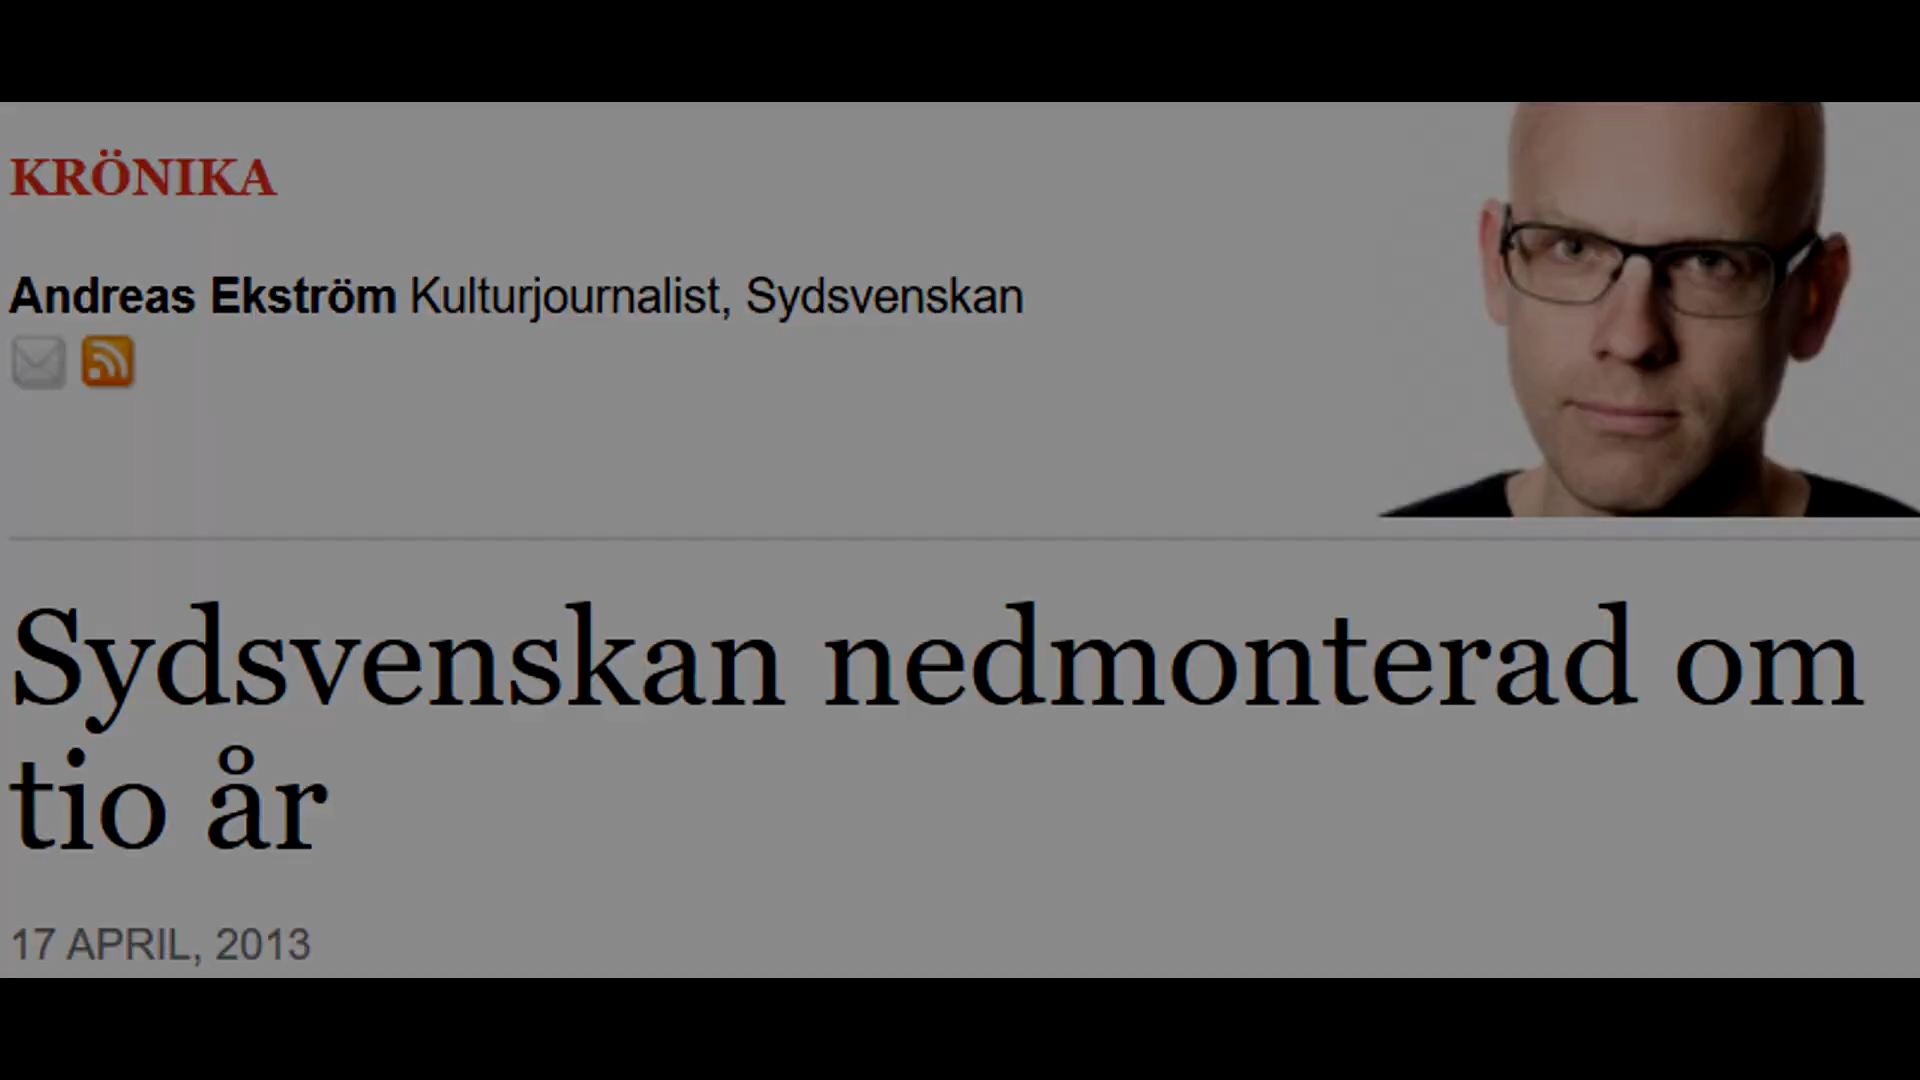 KRÖNIKA
Andreas Ekström Kulturjournalist, Sydsvenskan
Sydsvenskan nedmonterad om
tio år
17 APRIL, 2013